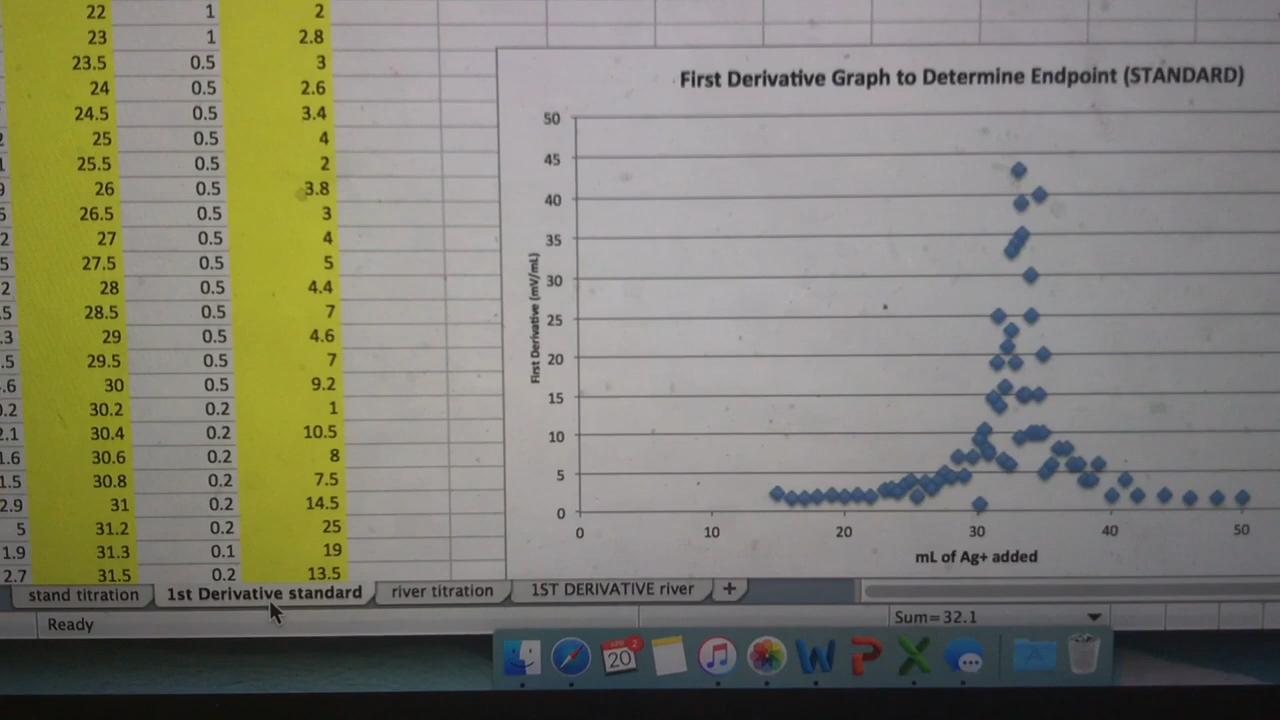 22 1 2
23 1 2.8
23.5 0.5 3
24 0.5 2.6
24.5 0.5 3.4
25 0.5 4
25.5 0.5 2
26 0.5 3.8
26.5 0.5 3
27 0.5 4
27.5 0.5 5
28 0.5 4.4
28.5 0.5 7
29 0.5 4.6
29.5 0.5 7
30 0.5 9.2
30.2 0.2 1
30.4 0.2 10.5
30.6 0.2 8
30.8 0.2 7.5
31 0.2 14.5
5 31.2 0.2 25
1.9 31.3 0.1 19
2.7 31.5 0.2 13.5
First Derivative Graph to Determine Endpoint (STANDARD)
50
45
40
35
30
25
20
15
10
5
0
First Derivative (mV/mL)
0 10 20 30 40 50
mL of Ag+ added
stand titration 1st Derivative standard river titration 1ST DERIVATIVE river +
Ready Sum=32.1
APR 2
20